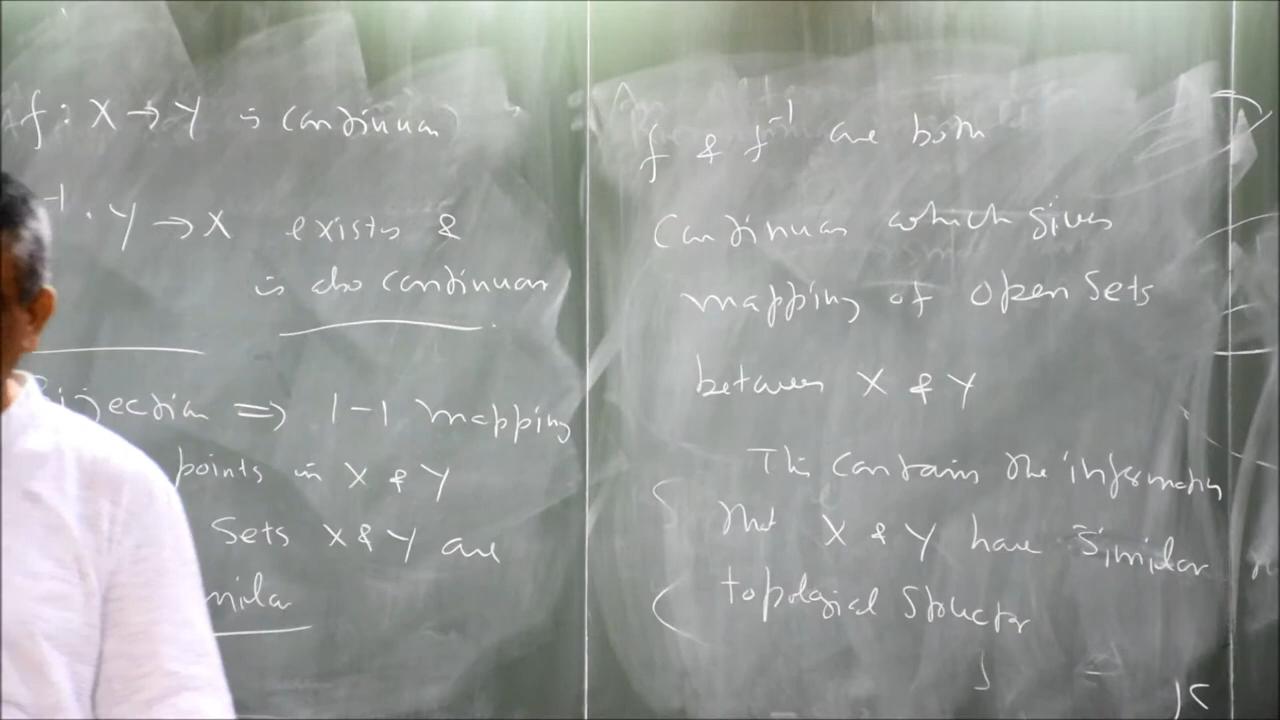 f : X → Y is continuous
-1 : Y → X exists &
is also continuous
Bijection ⇒ 1-1 mapping
points in X & Y
Sets X & Y are
milar
f & f⁻¹ are both
Continuous which gives
mapping of open Sets
between X & Y
This contains the information
that X & Y have Similar
topological Structure